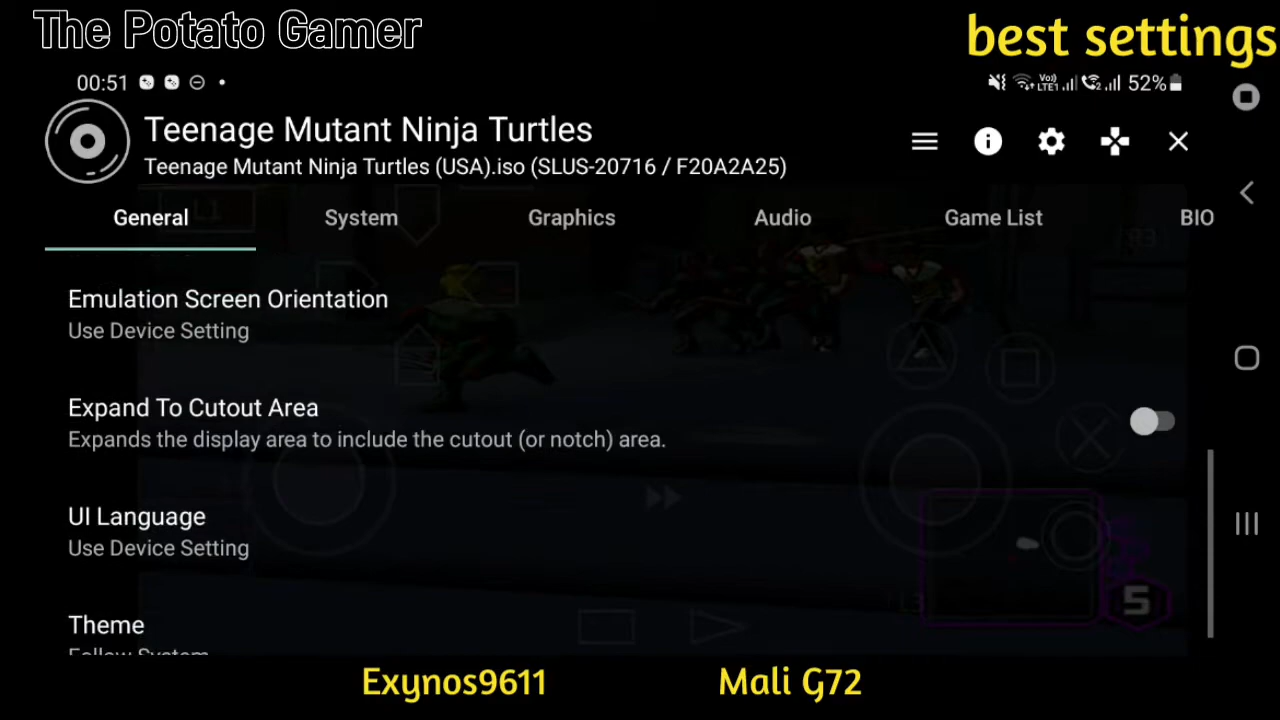 The Potato Gamer
best settings
00:51
52%
Teenage Mutant Ninja Turtles
Teenage Mutant Ninja Turtles (USA).iso (SLUS-20716 / F20A2A25)
General System Graphics Audio Game List BIO
Emulation Screen Orientation
Use Device Setting
Expand To Cutout Area
Expands the display area to include the cutout (or notch) area.
UI Language
Use Device Setting
5
Theme
Follow System
Exynos9611 Mali G72